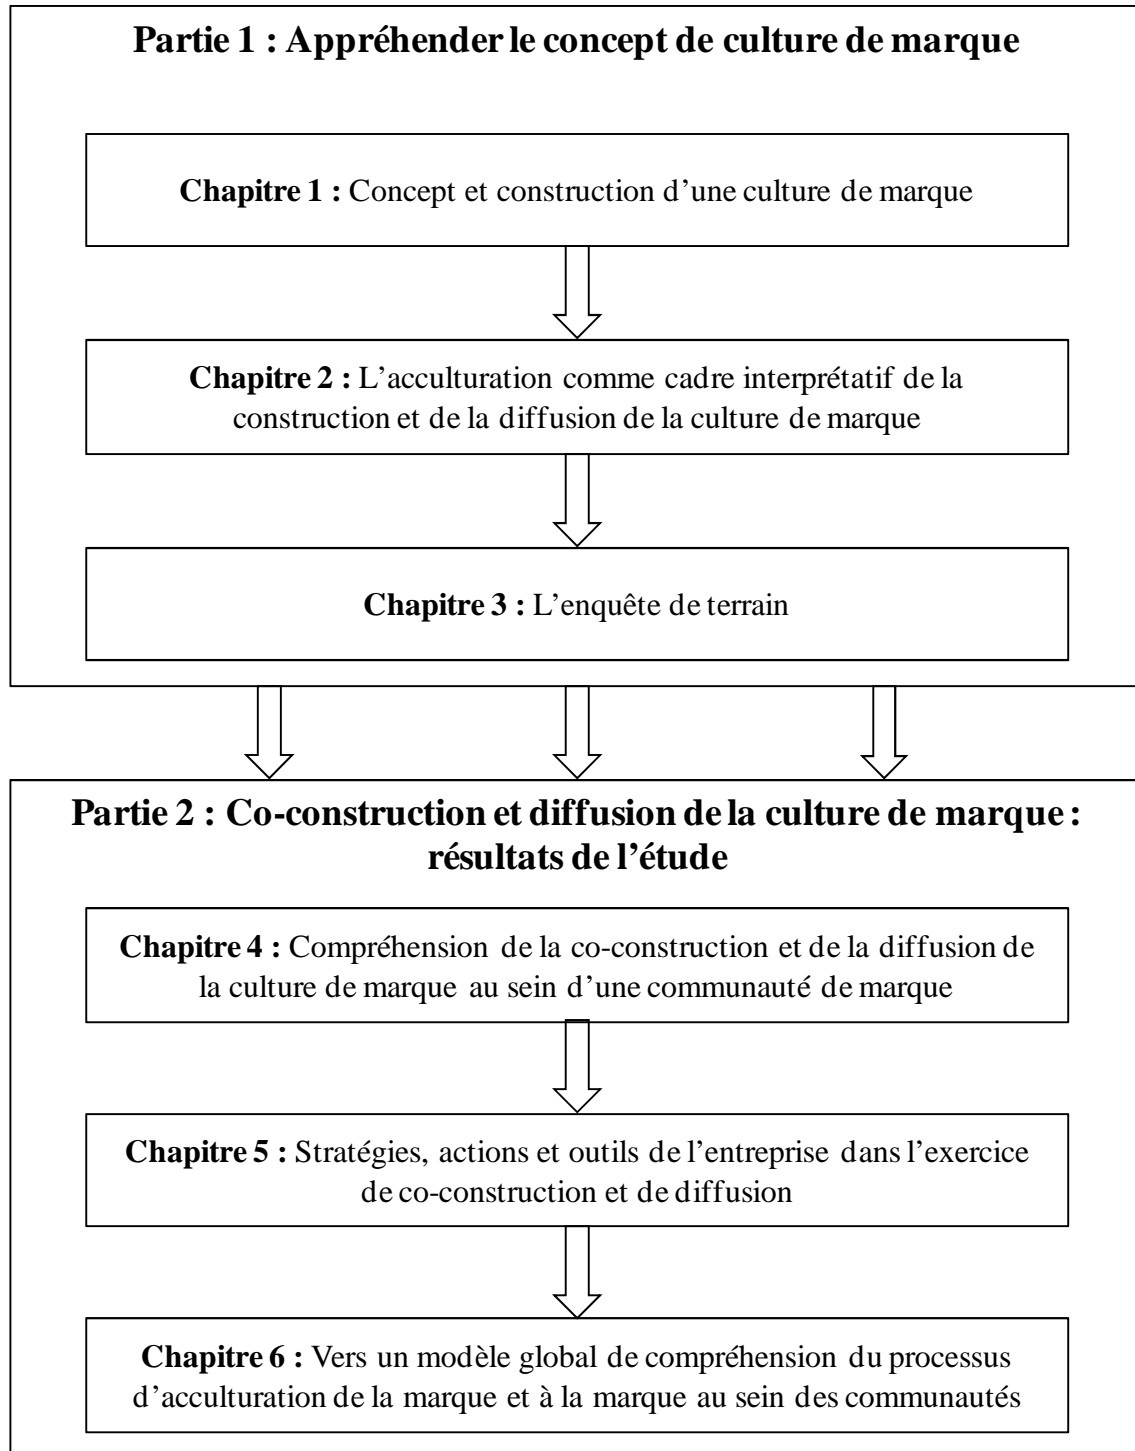 Partie 1 : Appréhender le concept de culture de marque
Chapitre 1 : Concept et construction d’une culture de marque
Chapitre 2 : L’acculturation comme cadre interprétatif de la
construction et de la diffusion de la culture de marque
Chapitre 3 : L’enquête de terrain
Partie 2 : Co-construction et diffusion de la culture de marque :
résultats de l’étude
Chapitre 4 : Compréhension de la co-construction et de la diffusion de
la culture de marque au sein d’une communauté de marque
Chapitre 5 : Stratégies, actions et outils de l’entreprise dans l’exercice
de co-construction et de diffusion
Chapitre 6 : Vers un modèle global de compréhension du processus
d’acculturation de la marque et à la marque au sein des communautés